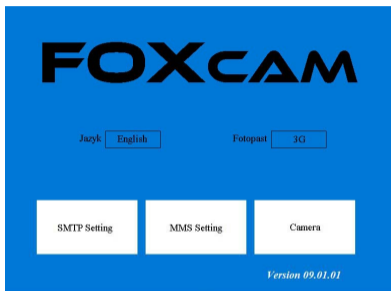 FOXCAM
Jazyk English Fotopast 3G
SMTP Setting MMS Setting Camera
Version 09.01.01